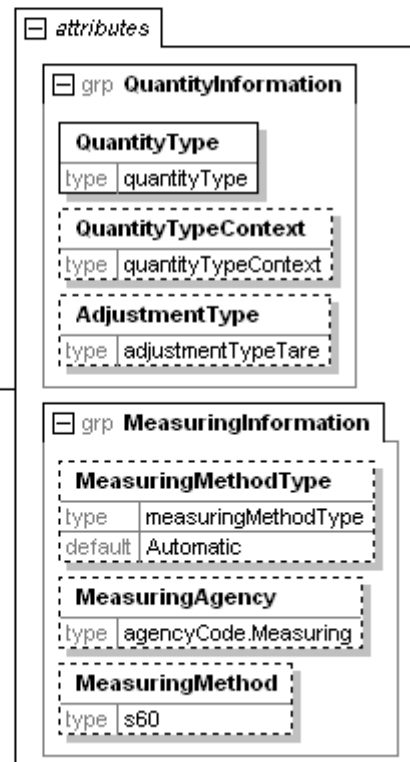 attributes
grp QuantityInformation
QuantityType
type quantityType
QuantityTypeContext
type quantityTypeContext
AdjustmentType
type adjustmentTypeTare
grp MeasuringInformation
MeasuringMethodType
type measuringMethodType
default Automatic
MeasuringAgency
type agencyCode.Measuring
MeasuringMethod
type s60